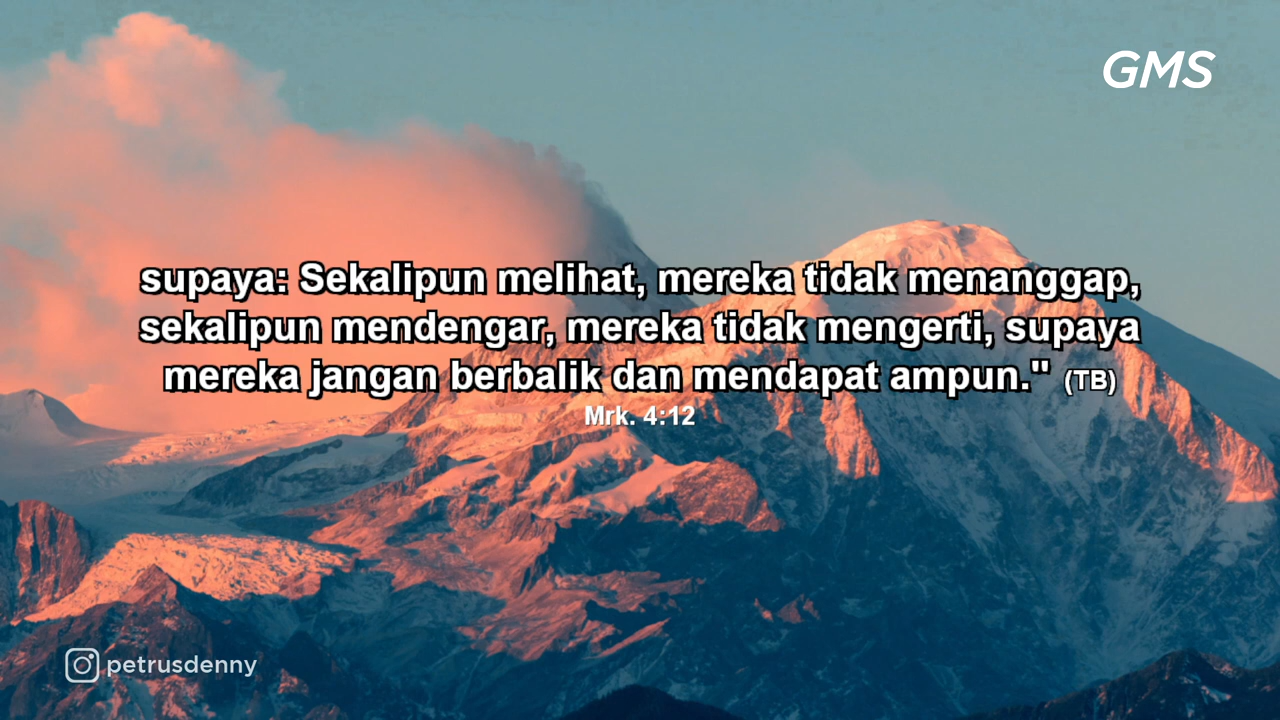 GMS
supaya: Sekalipun melihat, mereka tidak menanggap,
sekalipun mendengar, mereka tidak mengerti, supaya
mereka jangan berbalik dan mendapat ampun." (TB)
Mrk. 4:12
petrusdenny